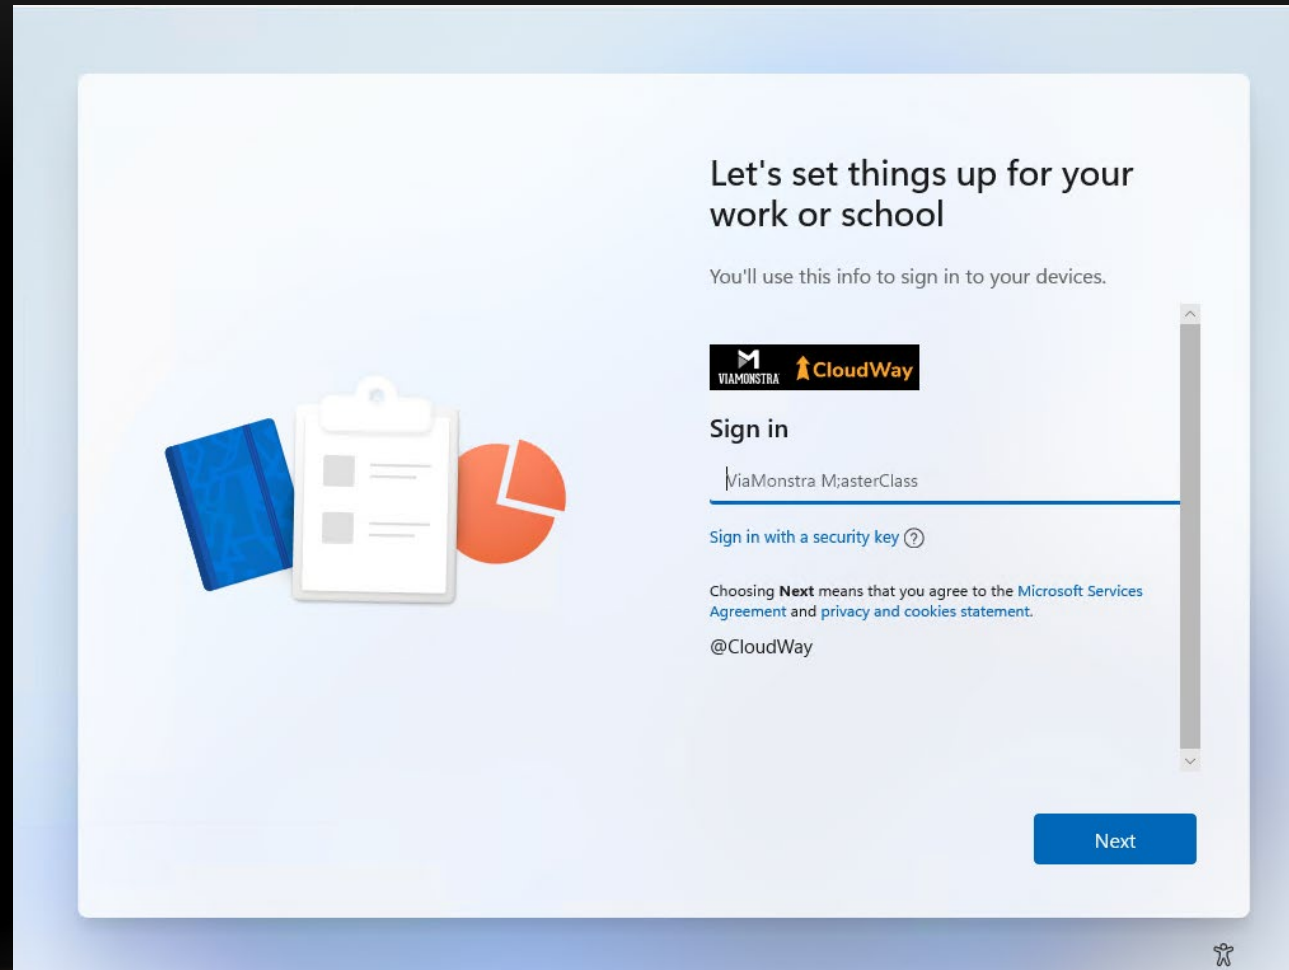 Let's set things up for your
work or school
You'll use this info to sign in to your devices.
VIAMONSTRA CloudWay
Sign in
ViaMonstra M;asterClass
Sign in with a security key
Choosing Next means that you agree to the Microsoft Services
Agreement and privacy and cookies statement.
@CloudWay
Next